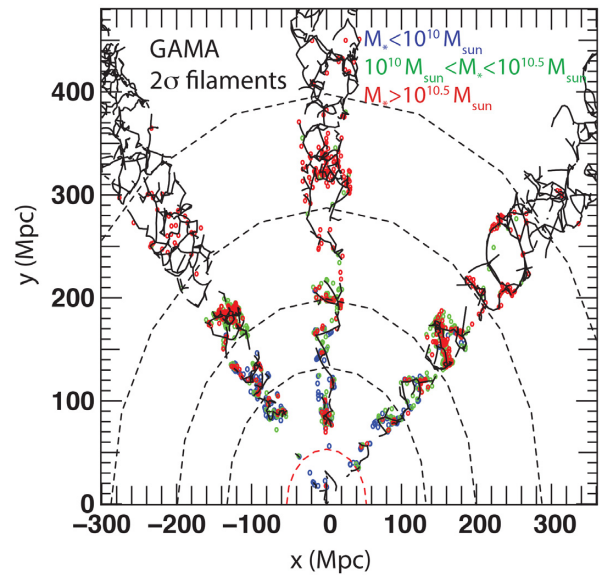 GAMA
2σ filaments
M*<10^10 Msun
10^10 Msun<M*<10^10.5 Msun
M*>10^10.5 Msun
y (Mpc)
400
300
200
100
0
−300 −200 −100 0 100 200 300
x (Mpc)